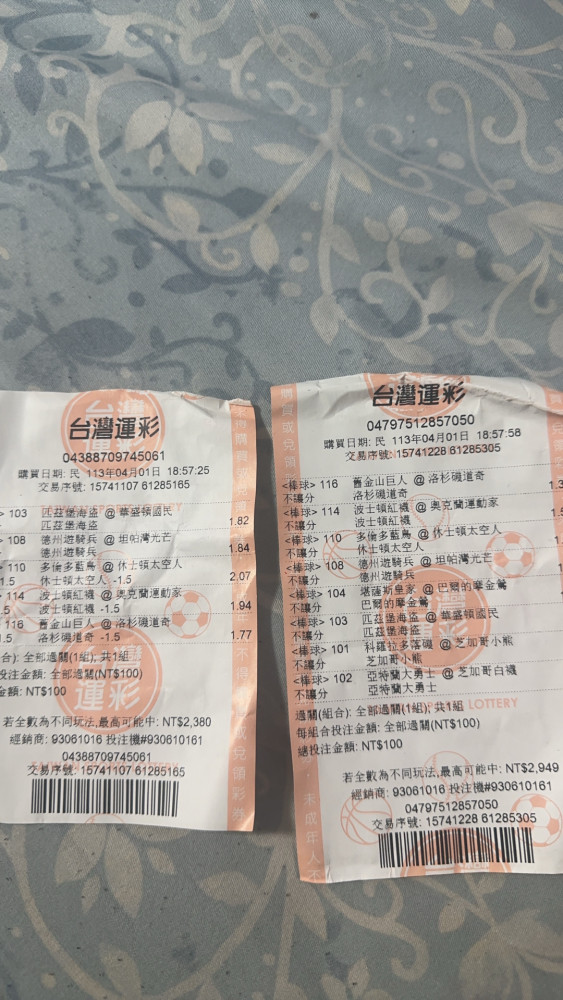 台灣運彩
04388709745061
購買日期: 民 113年04月01日 18:57:25
交易序號: 15741107 61285165
> 103 匹茲堡海盜 @ 華盛頓國民
匹茲堡海盜 1.82
> 108 德州遊騎兵 @ 坦帕灣光芒
德州遊騎兵 1.84
> 110 多倫多藍鳥 @ 休士頓太空人
1.5 休士頓太空人 -1.5 2.07
> 114 波士頓紅襪 @ 奧克蘭運動家
1.5 波士頓紅襪 -1.5 1.94
116 舊金山巨人 @ 洛杉磯道奇
1.5 洛杉磯道奇 -1.5 1.77
合): 全部過關(1組), 共1組
投注金額: 全部過關(NT$100)
金額: NT$100
若全數為不同玩法,最高可能中: NT$2,380
經銷商: 93061016 投注機#930610161
04388709745061
交易序號: 15741107 61285165
台灣運彩
04797512857050
購買日期: 民 113年04月01日 18:57:58
交易序號: 15741228 61285305
<棒球> 116 舊金山巨人 @ 洛杉磯道奇
不讓分 洛杉磯道奇
<棒球> 114 波士頓紅襪 @ 奧克蘭運動家
不讓分 波士頓紅襪
<棒球> 110 多倫多藍鳥 @ 休士頓太空人
不讓分 休士頓太空人
<棒球> 108 德州遊騎兵 @ 坦帕灣光芒
不讓分 德州遊騎兵
<棒球> 104 堪薩斯皇家 @ 巴爾的摩金鶯
不讓分 巴爾的摩金鶯
<棒球> 103 匹茲堡海盜 @ 華盛頓國民
不讓分 匹茲堡海盜
<棒球> 101 科羅拉多落磯 @ 芝加哥小熊
不讓分 芝加哥小熊
<棒球> 102 亞特蘭大勇士 @ 芝加哥白襪
不讓分 亞特蘭大勇士
過關(組合): 全部過關(1組), 共1組
每組合投注金額: 全部過關(NT$100)
總投注金額: NT$100
若全數為不同玩法,最高可能中: NT$2,949
經銷商: 93061016 投注機#930610161
04797512857050
交易序號: 15741228 61285305